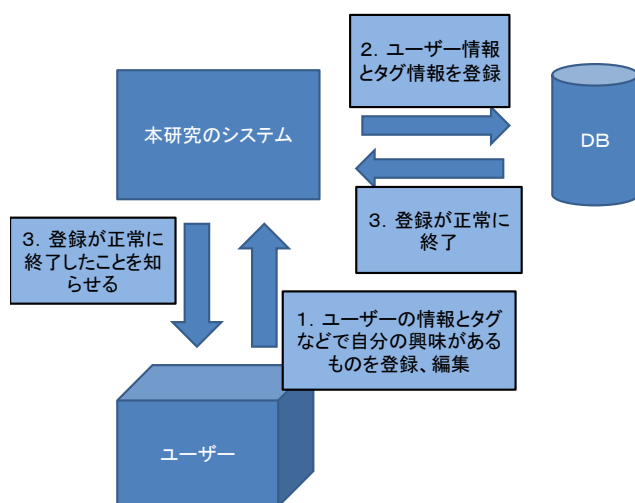 2. ユーザー情報
とタグ情報を登録
本研究のシステム
DB
3. 登録が正常に
終了したことを知
らせる
3. 登録が正常に
終了
1. ユーザーの情報とタグ
などで自分の興味がある
ものを登録、編集
ユーザー